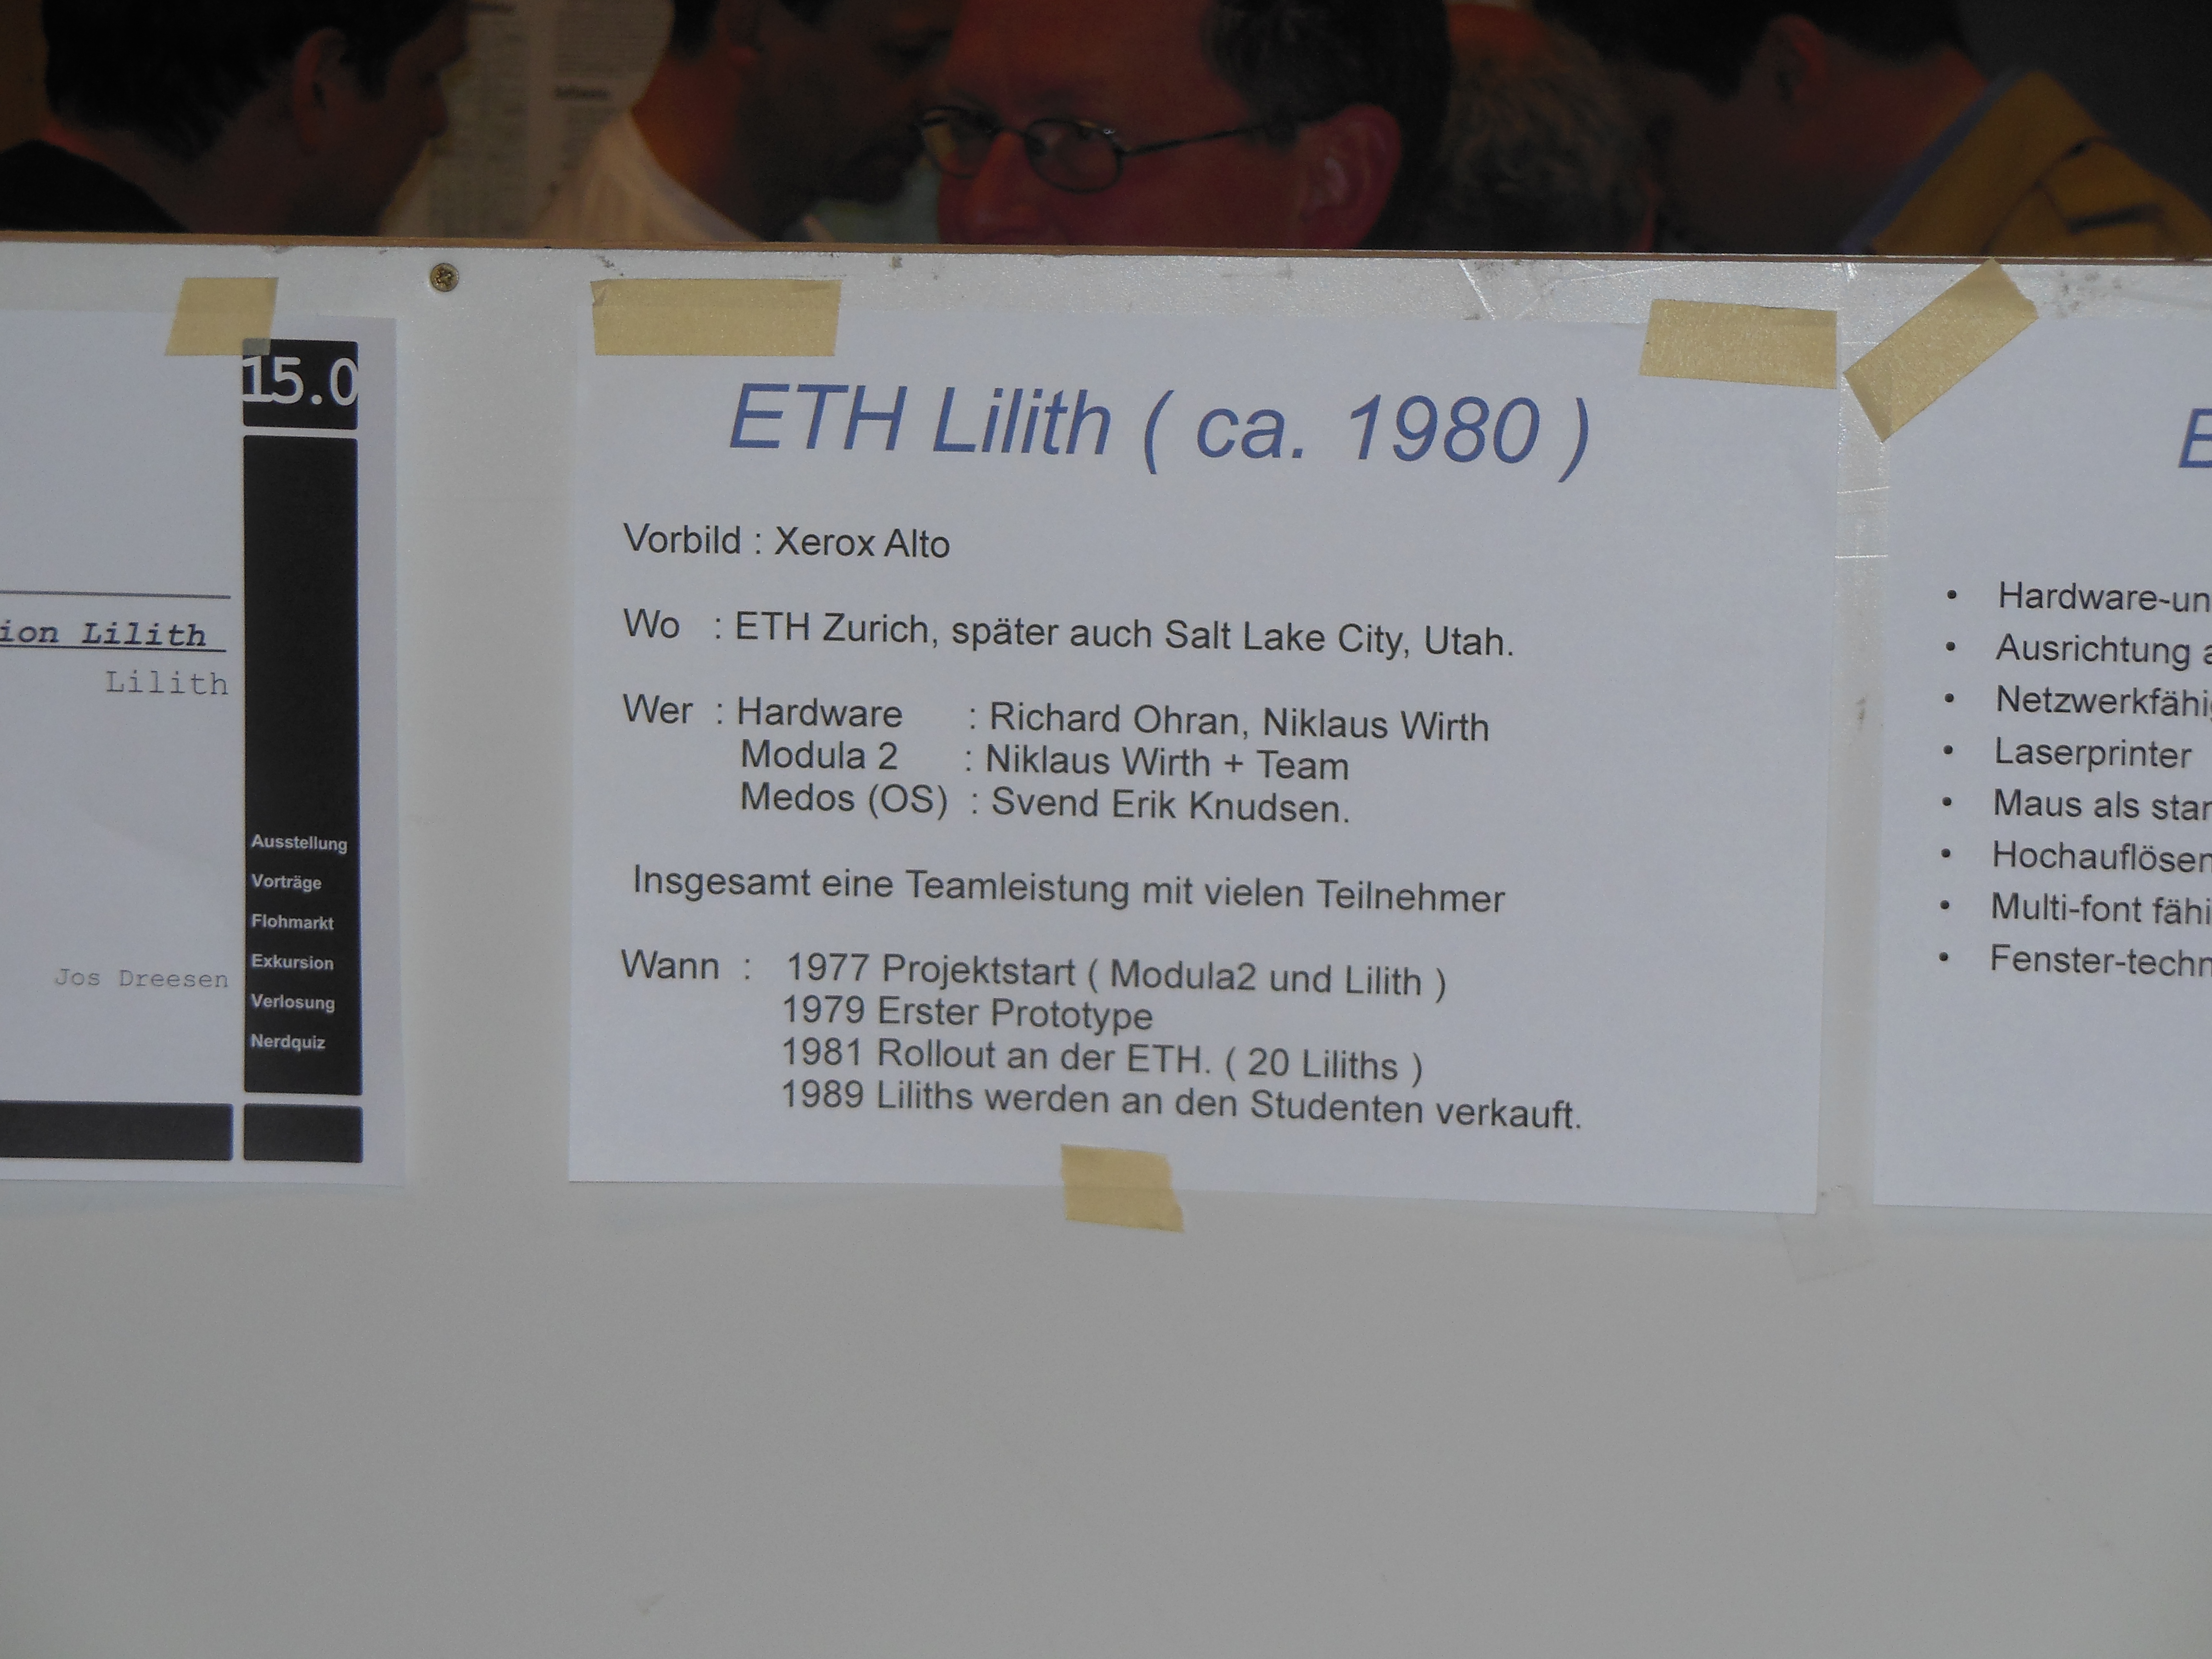 15.0
ion Lilith
Lilith
Jos Dreesen
Ausstellung
Vorträge
Flohmarkt
Exkursion
Verlosung
Nerdquiz
ETH Lilith ( ca. 1980 )
Vorbild : Xerox Alto
Wo : ETH Zurich, später auch Salt Lake City, Utah.
Wer : Hardware : Richard Ohran, Niklaus Wirth
Modula 2 : Niklaus Wirth + Team
Medos (OS) : Svend Erik Knudsen.
Insgesamt eine Teamleistung mit vielen Teilnehmer
Wann : 1977 Projektstart ( Modula2 und Lilith )
1979 Erster Prototype
1981 Rollout an der ETH. ( 20 Liliths )
1989 Liliths werden an den Studenten verkauft.
E
• Hardware-un
• Ausrichtung a
• Netzwerkfähi
• Laserprinter
• Maus als star
• Hochauflösen
• Multi-font fähi
• Fenster-techn